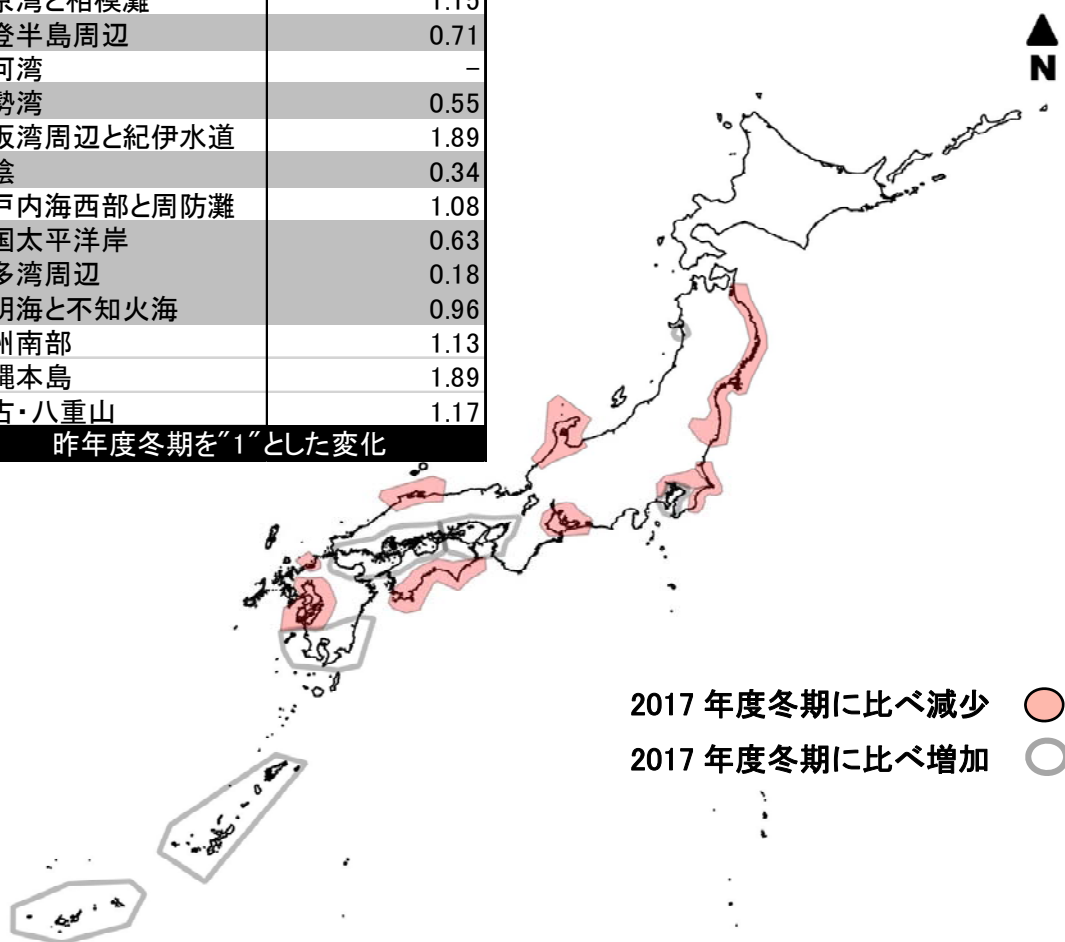 京湾と相模灘 1.15
登半島周辺 0.71
河湾 −
勢湾 0.55
阪湾周辺と紀伊水道 1.89
陰 0.34
戸内海西部と周防灘 1.08
国太平洋岸 0.63
多湾周辺 0.18
明海と不知火海 0.96
州南部 1.13
縄本島 1.89
古・八重山 1.17
昨年度冬期を"1"とした変化
N
2017 年度冬期に比べ減少
2017 年度冬期に比べ増加